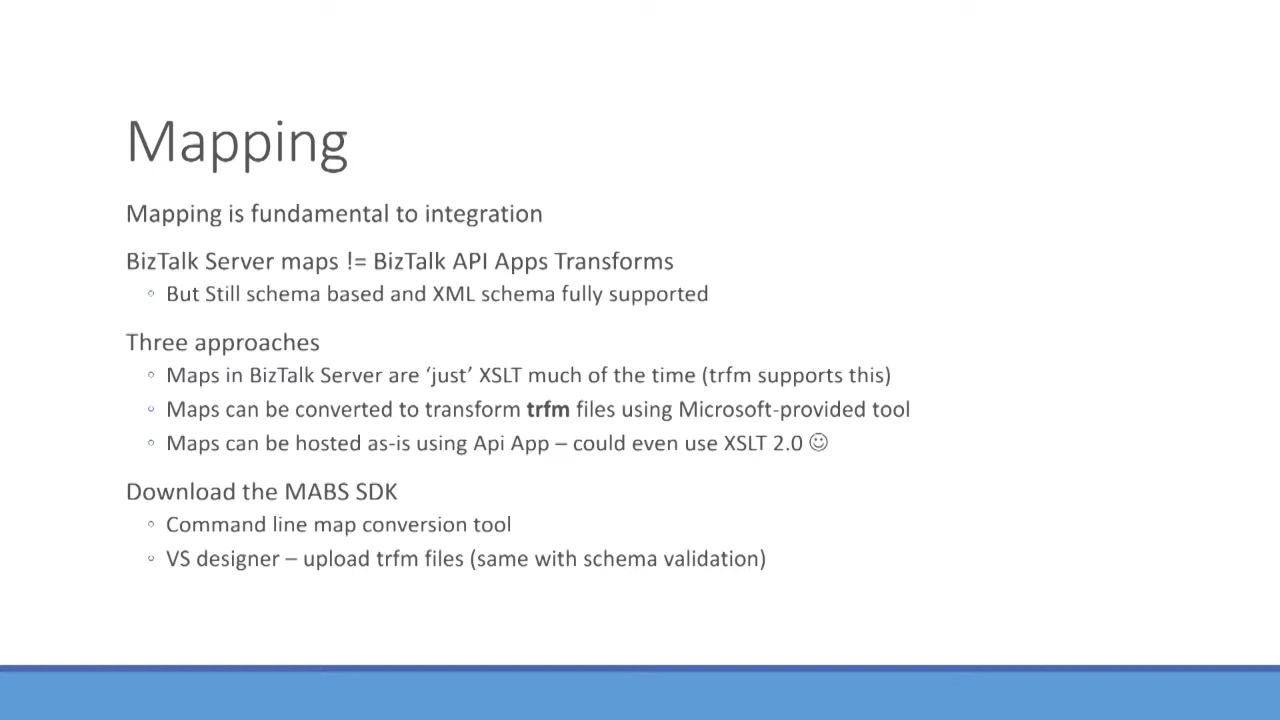 Mapping
Mapping is fundamental to integration
BizTalk Server maps != BizTalk API Apps Transforms
◦ But Still schema based and XML schema fully supported
Three approaches
◦ Maps in BizTalk Server are ‘just’ XSLT much of the time (trfm supports this)
◦ Maps can be converted to transform trfm files using Microsoft-provided tool
◦ Maps can be hosted as-is using Api App – could even use XSLT 2.0 ☺
Download the MABS SDK
◦ Command line map conversion tool
◦ VS designer – upload trfm files (same with schema validation)